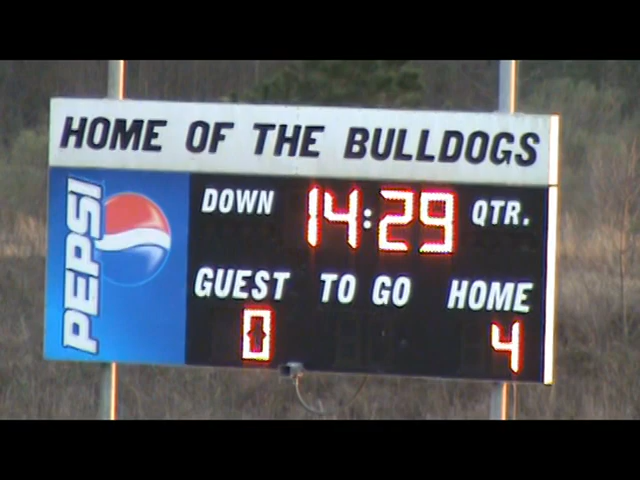 HOME OF THE BULLDOGS
PEPSI
DOWN 14:29 QTR.
GUEST TO GO HOME
0 4